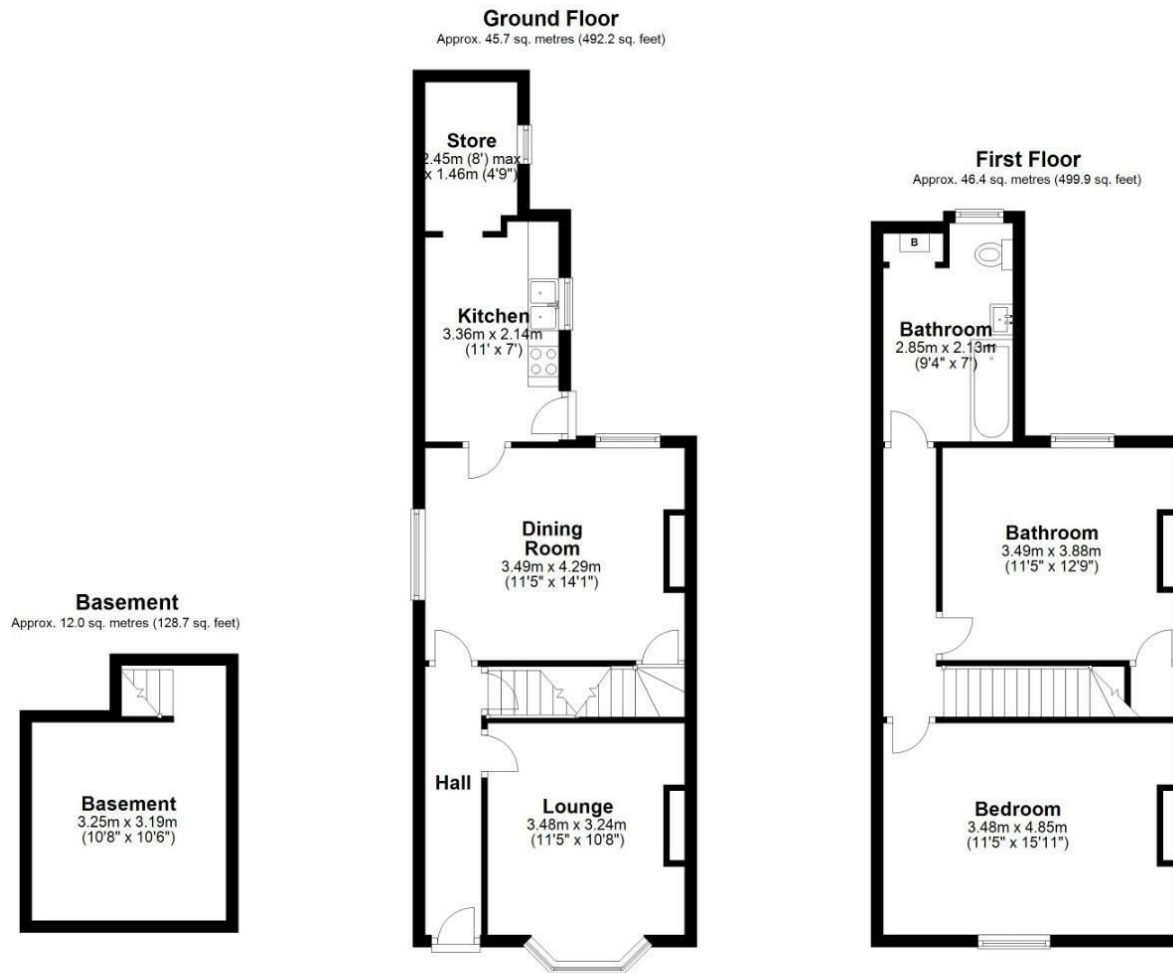 Ground Floor
Approx. 45.7 sq. metres (492.2 sq. feet)
Store
2.45m (8') max
x 1.46m (4'9")
Kitchen
3.36m x 2.14m
(11' x 7')
Dining
Room
3.49m x 4.29m
(11'5" x 14'1")
Hall
Lounge
3.48m x 3.24m
(11'5" x 10'8")
Basement
Approx. 12.0 sq. metres (128.7 sq. feet)
Basement
3.25m x 3.19m
(10'8" x 10'6")
First Floor
Approx. 46.4 sq. metres (499.9 sq. feet)
B
Bathroom
2.85m x 2.13m
(9'4" x 7')
Bathroom
3.49m x 3.88m
(11'5" x 12'9")
Bedroom
3.48m x 4.85m
(11'5" x 15'11")